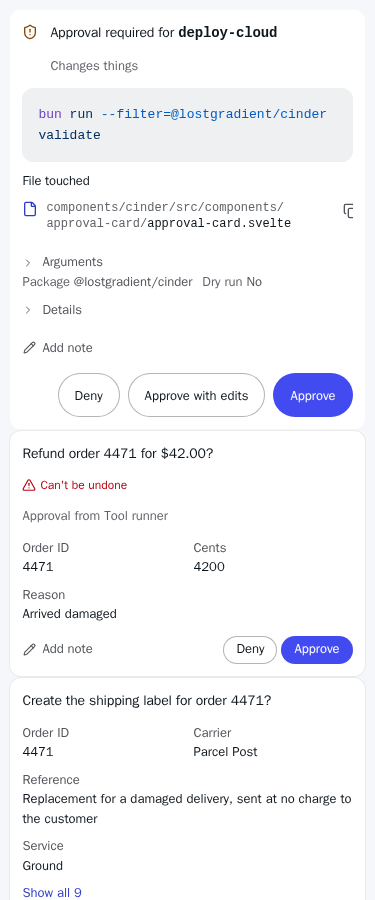 Approval required for deploy-cloud
Changes things
bun run --filter=@lostgradient/cinder
validate
File touched
components/cinder/src/components/
approval-card/approval-card.svelte
Arguments
Package @lostgradient/cinder Dry run No
Details
Add note
Deny
Approve with edits
Approve
Refund order 4471 for $42.00?
Can't be undone
Approval from Tool runner
Order ID
Cents
4471
4200
Reason
Arrived damaged
Add note
Deny
Approve
Create the shipping label for order 4471?
Order ID
Carrier
4471
Parcel Post
Reference
Replacement for a damaged delivery, sent at no charge to
the customer
Service
Ground
Show all 9